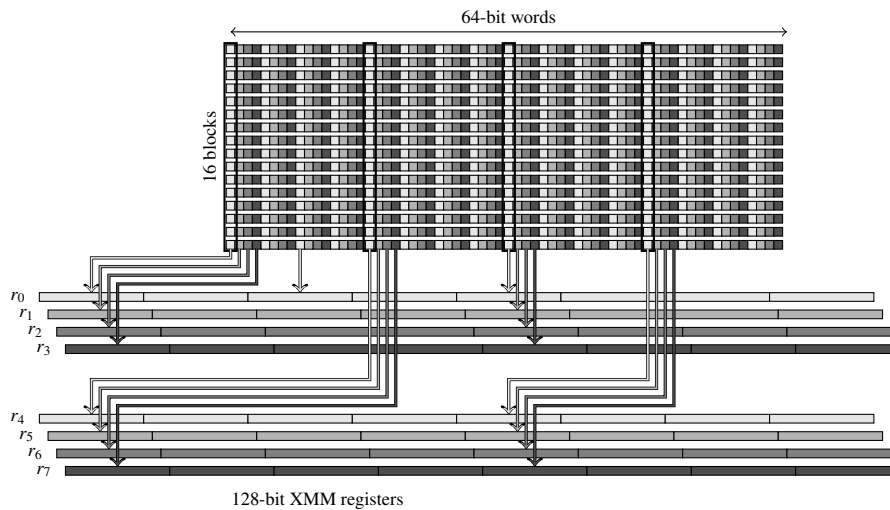 64-bit words
16 blocks
r0
r1
r2
r3
r4
r5
r6
r7
128-bit XMM registers